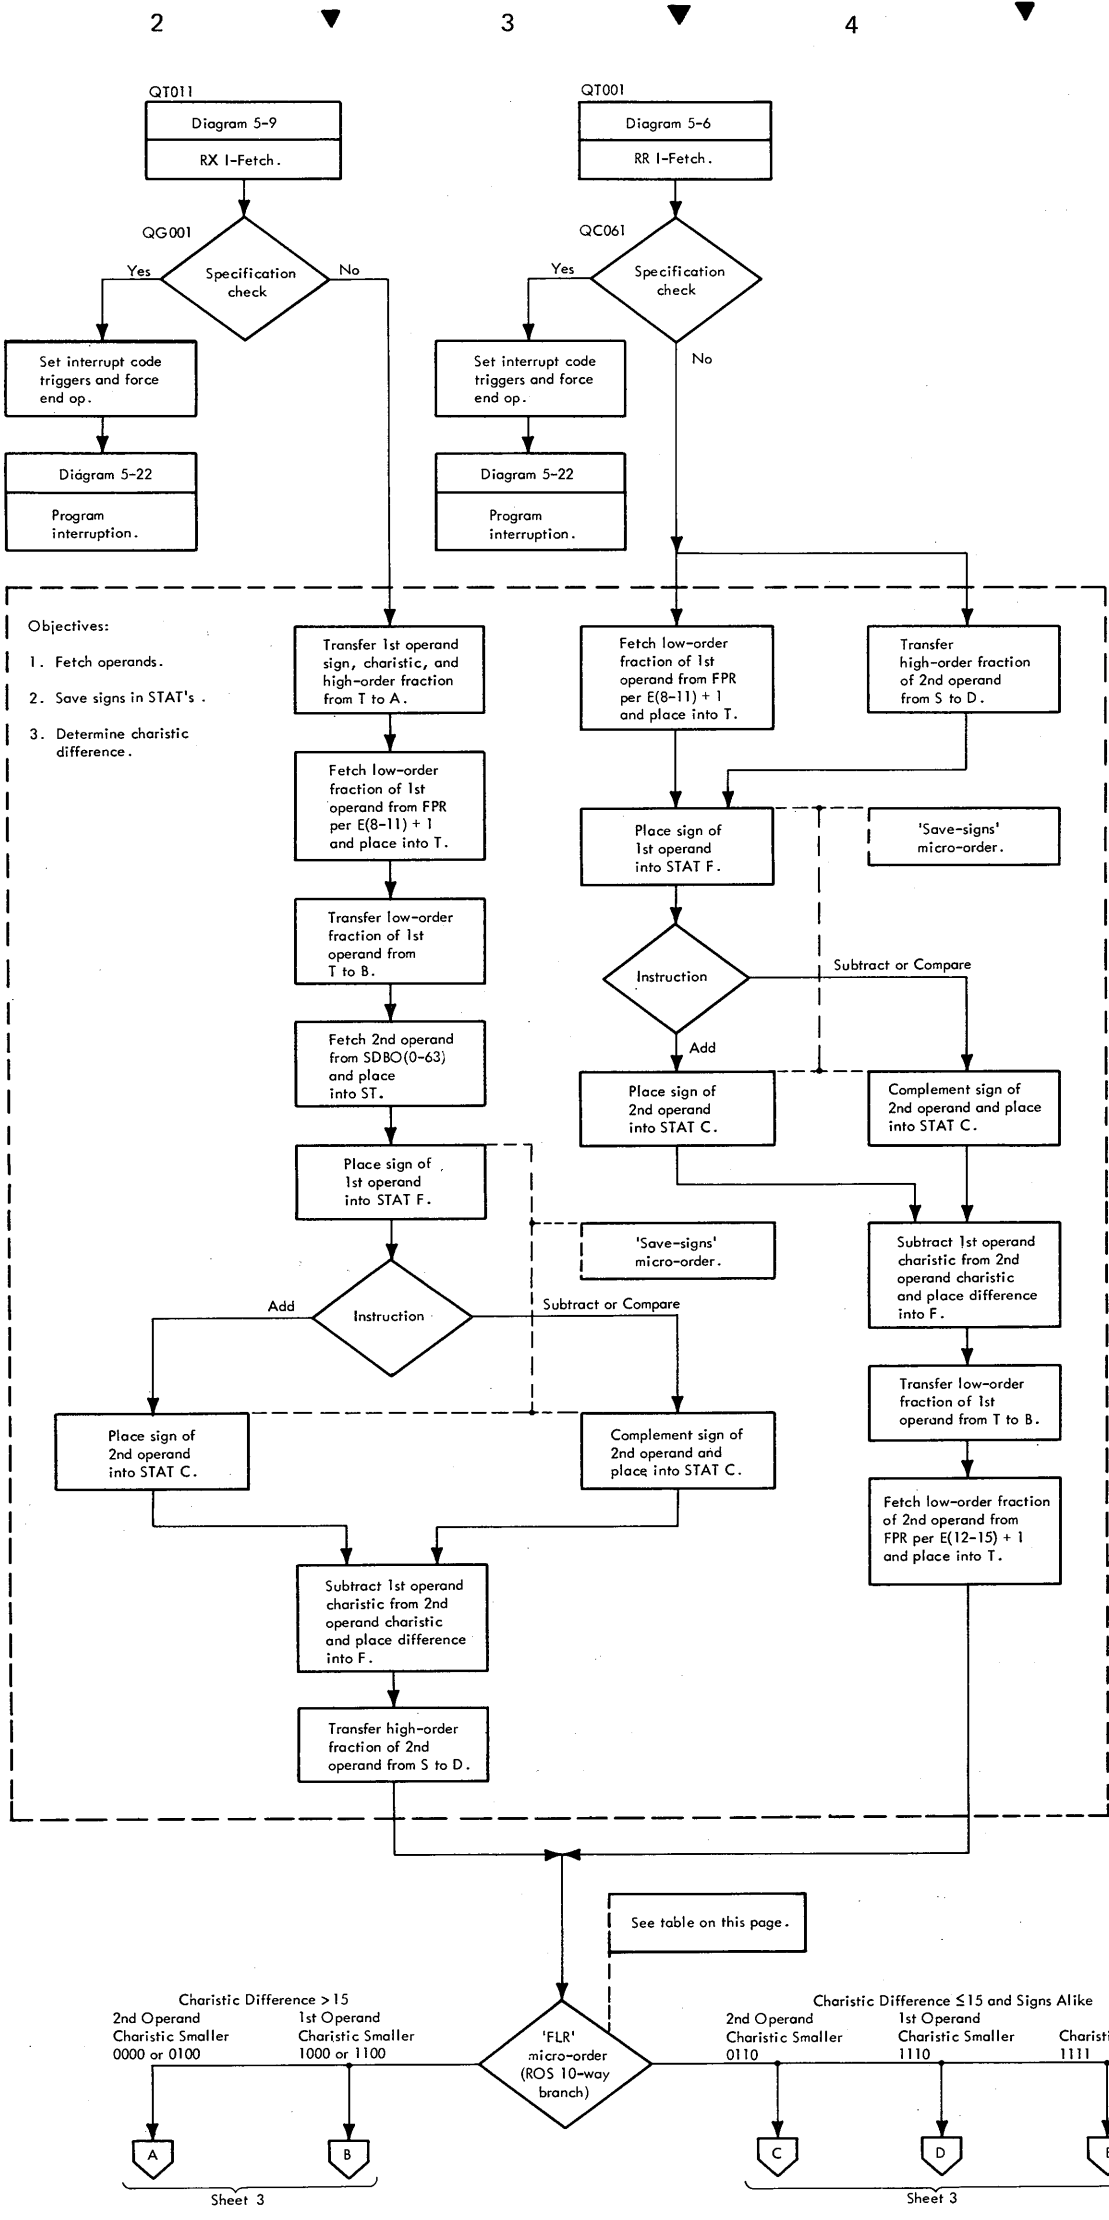 2
3
4
QT011
Diagram 5-9
RX I-Fetch.
QT001
Diagram 5-6
RR I-Fetch.
QG001
Specification
check
Yes
No
QC061
Specification
check
Yes
No
Set interrupt code
triggers and force
end op.
Diagram 5-22
Program
interruption.
Set interrupt code
triggers and force
end op.
Diagram 5-22
Program
interruption.
Objectives:
1. Fetch operands.
2. Save signs in STAT's.
3. Determine charistic
difference.
Transfer 1st operand
sign, charistic, and
high-order fraction
from T to A.
Fetch low-order
fraction of 1st
operand from FPR
per E(8-11) + 1
and place into T.
Transfer low-order
fraction of 1st
operand from
T to B.
Fetch 2nd operand
from SDBO(0-63)
and place
into ST.
Place sign of
1st operand
into STAT F.
'Save-signs'
micro-order.
Instruction
Add
Subtract or Compare
Place sign of
2nd operand
into STAT C.
Complement sign of
2nd operand and
place into STAT C.
Subtract 1st operand
charistic from 2nd
operand charistic
and place difference
into F.
Transfer high-order
fraction of 2nd
operand from S to D.
Fetch low-order
fraction of 1st
operand from FPR
per E(8-11) + 1
and place into T.
Transfer
high-order fraction
of 2nd operand
from S to D.
Place sign of
1st operand
into STAT F.
'Save-signs'
micro-order.
Instruction
Subtract or Compare
Add
Place sign of
2nd operand
into STAT C.
Complement sign of
2nd operand and place
into STAT C.
Subtract 1st operand
charistic from 2nd
operand charistic
and place difference
into F.
Transfer low-order
fraction of 1st
operand from T to B.
Fetch low-order fraction
of 2nd operand from
FPR per E(12-15) + 1
and place into T.
See table on this page.
'FLR'
micro-order
(ROS 10-way
branch)
Charistic Difference >15
2nd Operand
Charistic Smaller
0000 or 0100
1st Operand
Charistic Smaller
1000 or 1100
A
B
Sheet 3
Charistic Difference ≤15 and Signs Alike
2nd Operand
Charistic Smaller
0110
1st Operand
Charistic Smaller
1110
1111
C
D
Sheet 3